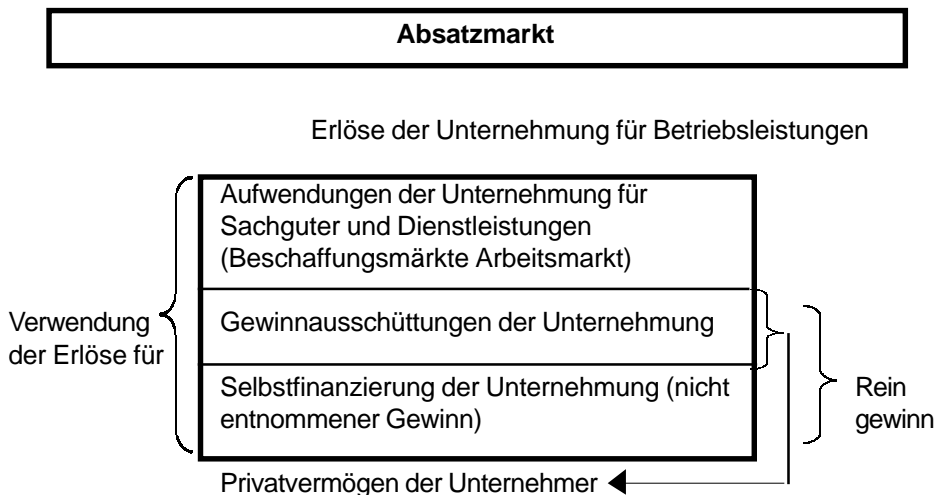 Absatzmarkt
Erlöse der Unternehmung für Betriebsleistungen
Aufwendungen der Unternehmung für
Sachguter und Dienstleistungen
(Beschaffungsmärkte Arbeitsmarkt)
Verwendung
der Erlöse für
Gewinnausschüttungen der Unternehmung
Selbstfinanzierung der Unternehmung (nicht
entnommener Gewinn)
Rein
gewinn
Privatvermögen der Unternehmer